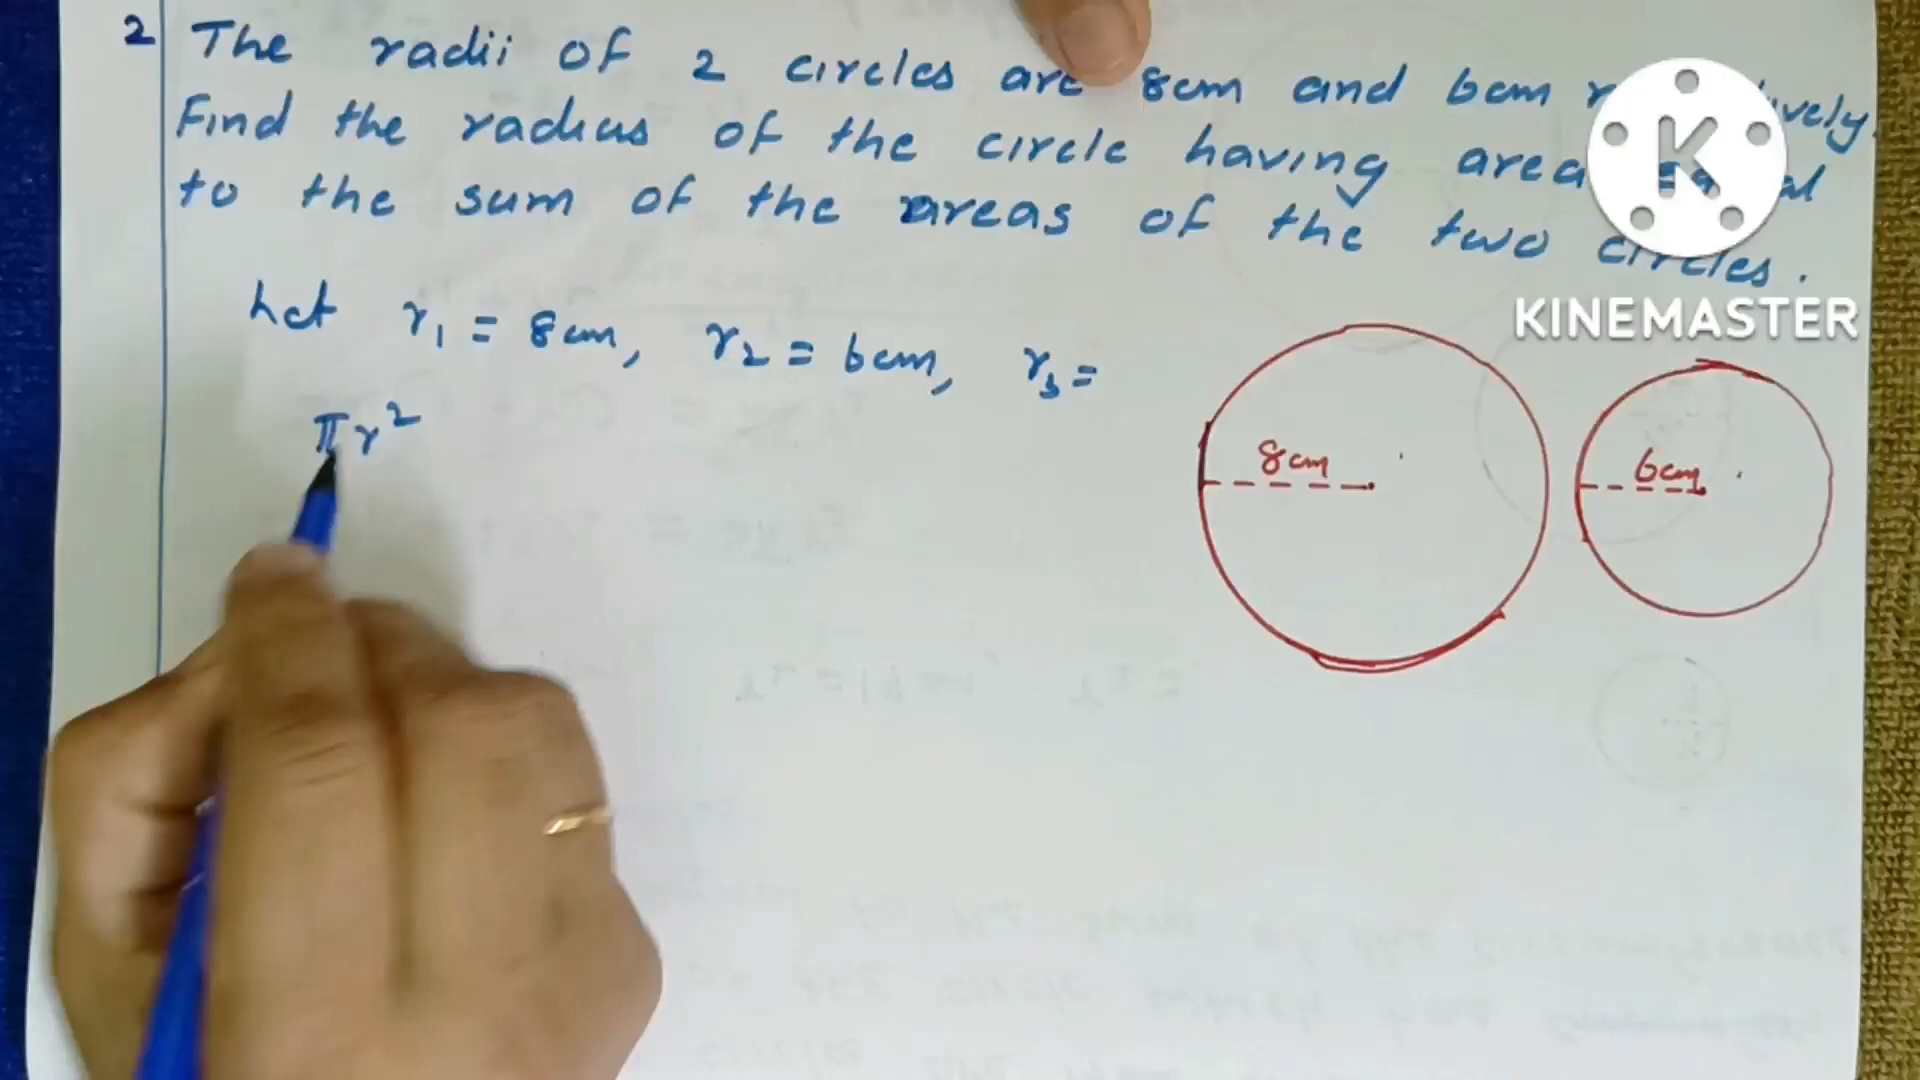 2 The radii of 2 circles are 8cm and 6cm
Find the radius of the circle having area
to the sum of the areas of the two circles.
Let r₁ = 8cm, r₂ = 6cm, r₃ =
πr²
8cm
6cm
K
KINEMASTER